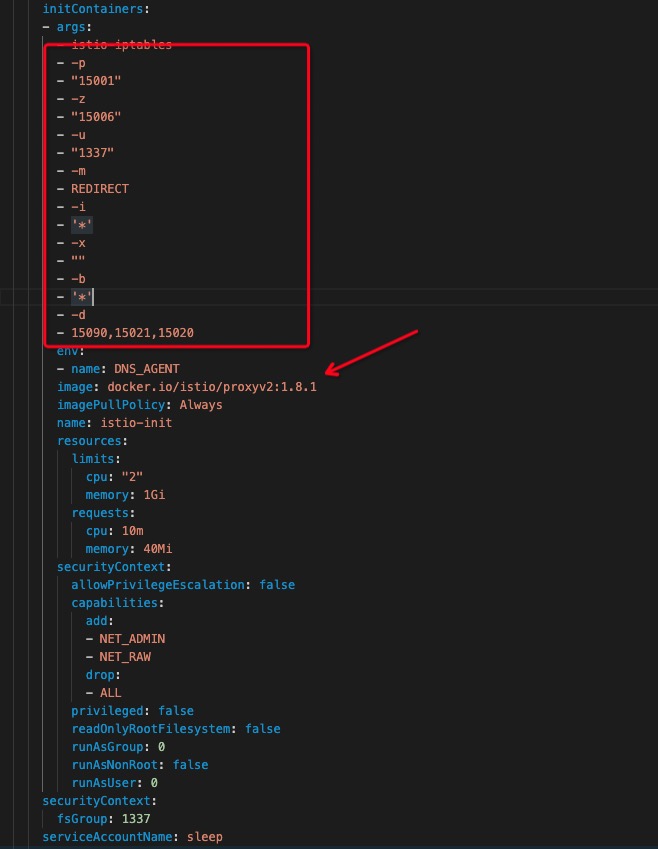 initContainers:
- args:
- istio-iptables
- -p
- "15001"
- -z
- "15006"
- -u
- "1337"
- -m
- REDIRECT
- -i
- '*'
- -x
- ""
- -b
- '*'
- -d
- 15090,15021,15020
env:
- name: DNS_AGENT
image: docker.io/istio/proxyv2:1.8.1
imagePullPolicy: Always
name: istio-init
resources:
limits:
cpu: "2"
memory: 1Gi
requests:
cpu: 10m
memory: 40Mi
securityContext:
allowPrivilegeEscalation: false
capabilities:
add:
- NET_ADMIN
- NET_RAW
drop:
- ALL
privileged: false
readOnlyRootFilesystem: false
runAsGroup: 0
runAsNonRoot: false
runAsUser: 0
securityContext:
fsGroup: 1337
serviceAccountName: sleep